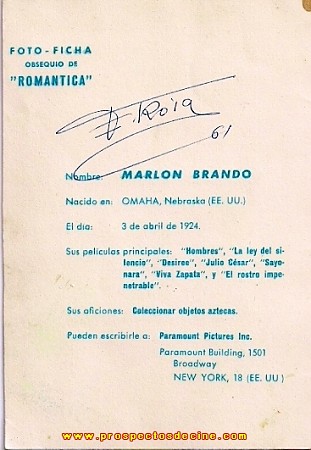 FOTO-FICHA
OBSEQUIO DE
"ROMANTICA"
61
Nombre: MARLON BRANDO
Nacido en: OMAHA, Nebraska (EE. UU.)
El día: 3 de abril de 1924.
Sus películas principales: "Hombres", "La ley del si-
lencio", "Desiree", "Julio César", "Sayo-
nara", "Viva Zapata", y "El rostro impe-
netrable".
Sus aficiones: Coleccionar objetos aztecas.
Pueden escribirle a: Paramount Pictures Inc.
Paramount Building, 1501
Broadway
NEW YORK, 18 (EE. UU)
www.prospectosdecine.com